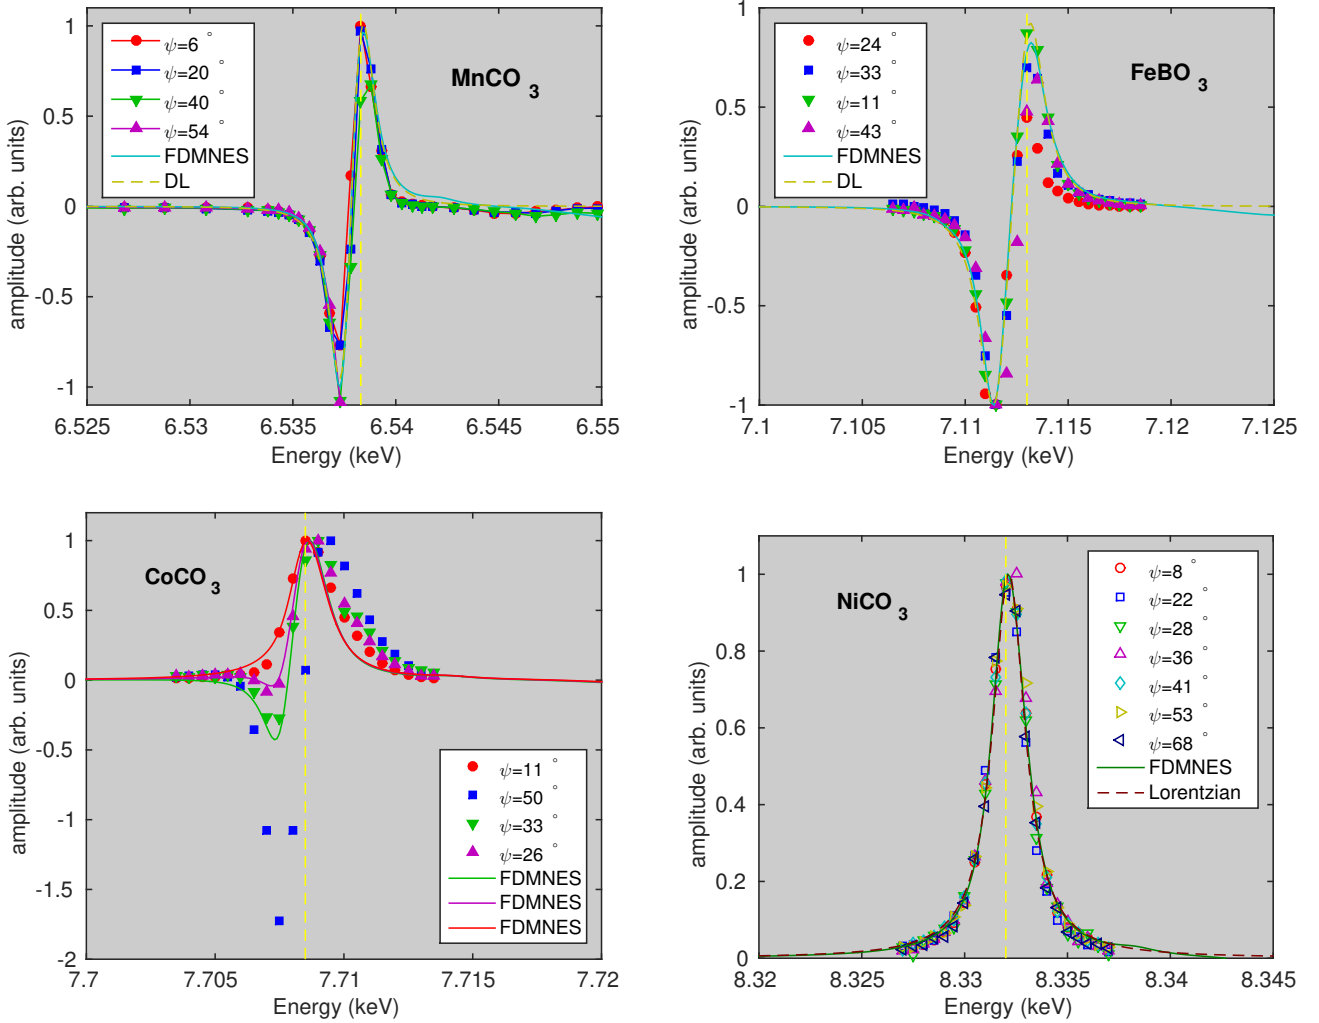 MnCO3
ψ=6 °
ψ=20 °
ψ=40 °
ψ=54 °
FDMNES
DL
1
0.5
0
-0.5
-1
amplitude (arb. units)
6.525
6.53
6.535
6.54
6.545
6.55
Energy (keV)
FeBO3
ψ=24 °
ψ=33 °
ψ=11 °
ψ=43 °
FDMNES
DL
1
0.5
0
-0.5
-1
amplitude (arb. units)
7.1
7.105
7.11
7.115
7.12
7.125
Energy (keV)
CoCO3
ψ=11 °
ψ=50 °
ψ=33 °
ψ=26 °
FDMNES
FDMNES
FDMNES
1
0.5
0
-0.5
-1
-1.5
-2
amplitude (arb. units)
7.7
7.705
7.71
7.715
7.72
Energy (keV)
NiCO3
ψ=8 °
ψ=22 °
ψ=28 °
ψ=36 °
ψ=41 °
ψ=53 °
ψ=68 °
FDMNES
Lorentzian
1
0.8
0.6
0.4
0.2
0
amplitude (arb. units)
8.32
8.325
8.33
8.335
8.34
8.345
Energy (keV)